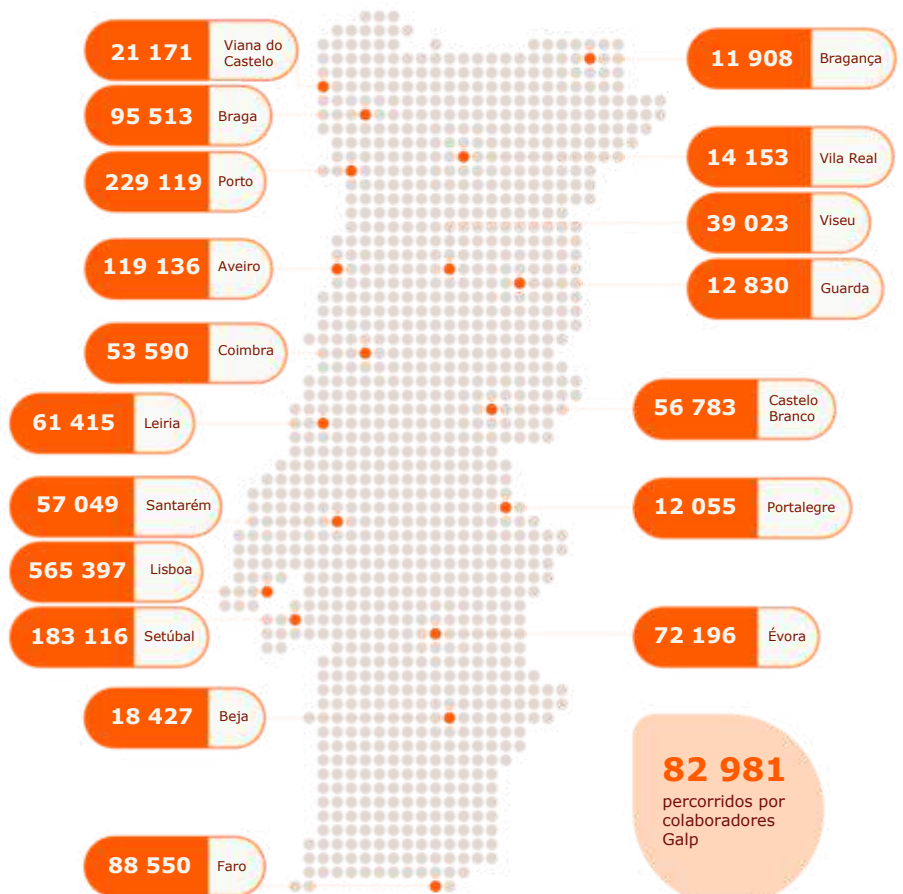 21 171 Viana do
Castelo
95 513 Braga
229 119 Porto
119 136 Aveiro
53 590 Coimbra
61 415 Leiria
57 049 Santarém
565 397 Lisboa
183 116 Setúbal
18 427 Beja
88 550 Faro
11 908 Bragança
14 153 Vila Real
39 023 Viseu
12 830 Guarda
56 783 Castelo
Branco
12 055 Portalegre
72 196 Évora
82 981
percorridos por
colaboradores
Galp